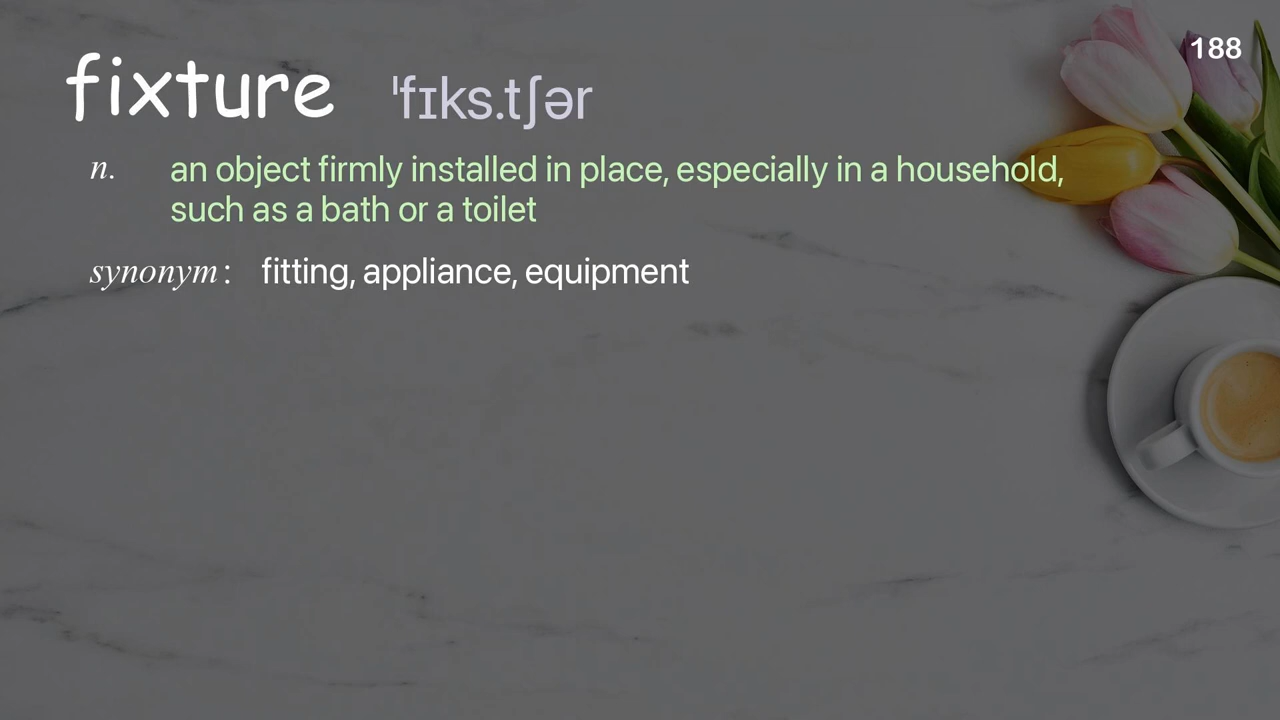 188
fixture ˈfɪks.tʃər
n. an object firmly installed in place, especially in a household,
such as a bath or a toilet
synonym: fitting, appliance, equipment